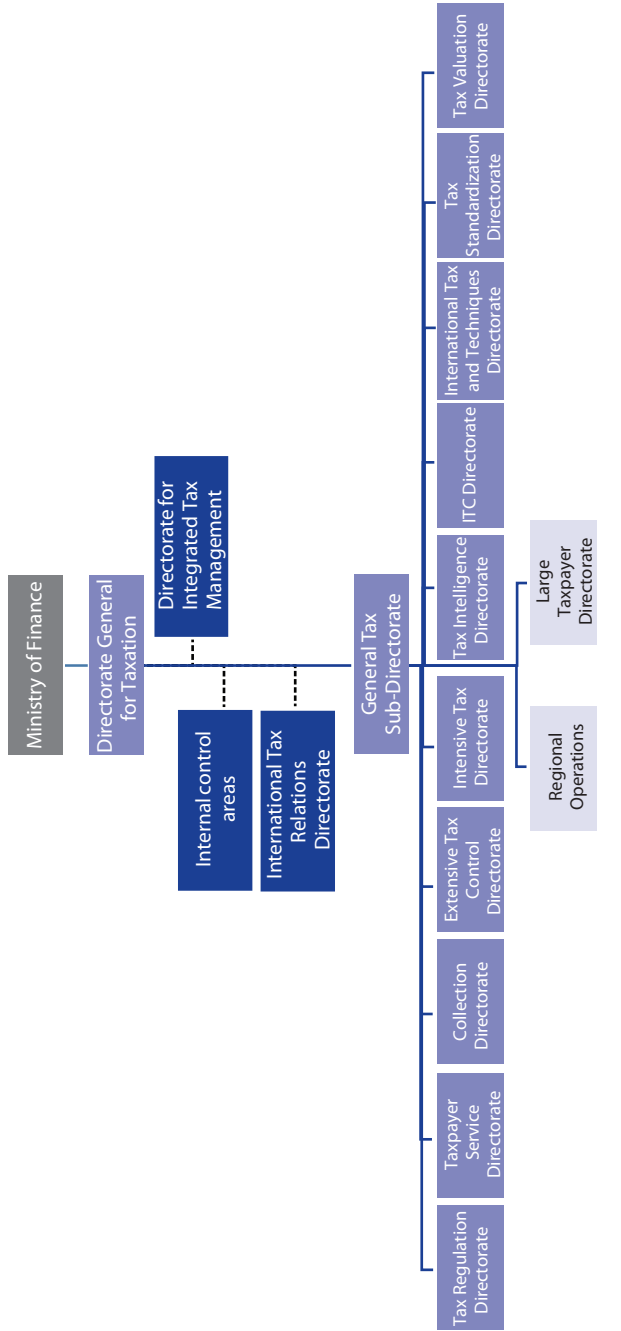 Ministry of Finance
Directorate General
for Taxation
Directorate for
Integrated Tax
Management
Internal control
areas
International Tax
Relations
Directorate
General Tax
Sub-Directorate
Tax Regulation
Directorate
Taxpayer
Service
Directorate
Collection
Directorate
Extensive Tax
Control
Directorate
Intensive Tax
Directorate
Tax Intelligence
Directorate
ITC Directorate
International Tax
and Techniques
Directorate
Tax
Standardization
Directorate
Tax Valuation
Directorate
Regional
Operations
Large
Taxpayer
Directorate